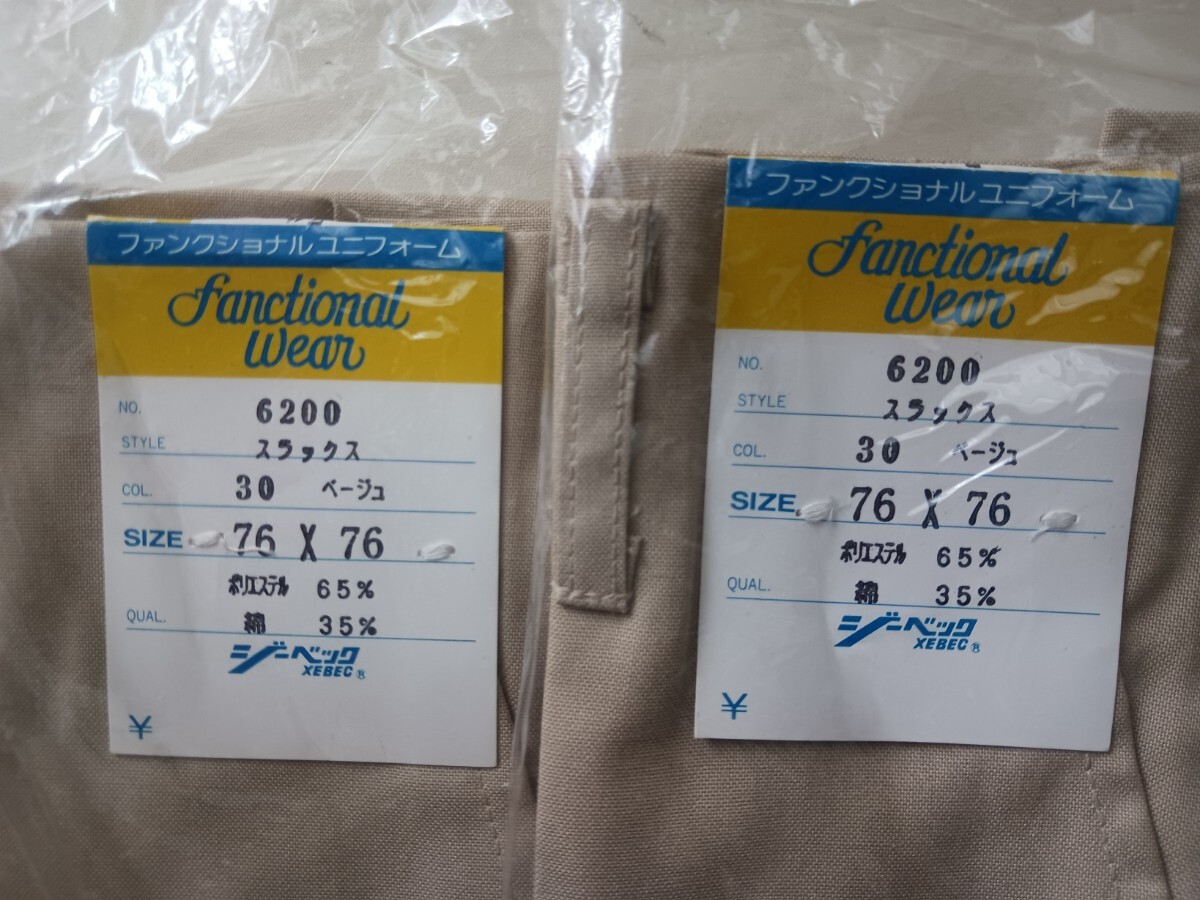 ファンクショナルユニフォーム
fanctional
wear
NO. 6200
STYLE スラックス
COL. 30 ベージュ
SIZE 76 X 76
ポリエステル 65%
QUAL. 綿 35%
ジーベック
XEBEC®
¥
ファンクショナルユニフォーム
fanctional
wear
NO. 6200
STYLE スラックス
COL. 30 ベージュ
SIZE 76 X 76
ポリエステル 65%
QUAL. 綿 35%
ジーベック
XEBEC®
¥